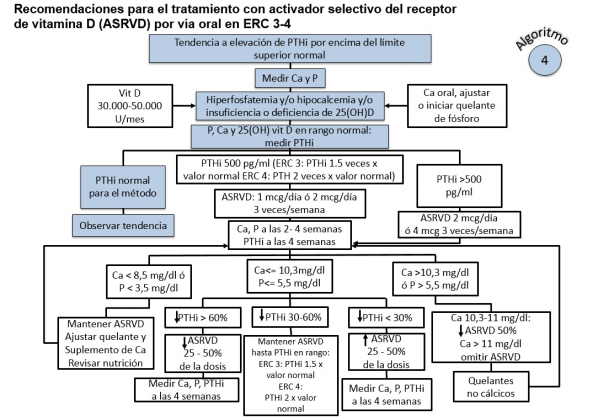 Recomendaciones para el tratamiento con activador selectivo del receptor
de vitamina D (ASRVD) por via oral en ERC 3-4
Algoritmo
4
Tendencia a elevación de PTHi por encima del límite
superior normal
Medir Ca y P
Vit D
30.000-50.000
U/mes
Hiperfosfatemia y/o hipocalcemia y/o
insuficiencia o deficiencia de 25(OH)D
Ca oral, ajustar
o iniciar quelante
de fósforo
P, Ca y 25(OH) vit D en rango normal:
medir PTHi
PTHi normal
para el método
Observar tendencia
PTHi 500 pg/ml (ERC 3: PTHi 1.5 veces x
valor normal ERC 4: PTH 2 veces x valor normal)
PTHi >500
pg/ml
ASRVD: 1 mcg/día ó 2 mcg/día
3 veces/semana
ASRVD 2 mcg/día
ó 4 mcg 3 veces/semana
Ca, P a las 2- 4 semanas
PTHi a las 4 semanas
Ca < 8,5 mg/dl ó
P < 3,5 mg/dl
Ca<= 10,3mg/dl
P<= 5,5 mg/dl
Ca >10,3 mg/dl
ó P > 5,5 mg/dl
Mantener ASRVD
Ajustar quelante y
Suplemento de Ca
Revisar nutrición
↓PTHi > 60%
↓PTHi 30-60%
↓PTHi < 30%
Ca 10,3-11 mg/dl:
↓ASRVD 50%
Ca > 11 mg/dl
omitir ASRVD
↓ASRVD
25 - 50%
de la dosis
Mantener ASRVD
hasta PTHi en rango:
ERC 3: PTHi 1.5 x
valor normal
ERC 4:
PTHi 2 x valor
normal
↑ASRVD
25 - 50%
de la dosis
Medir Ca, P, PTHi
a las 4 semanas
Medir Ca, P, PTHi
a las 4 semanas
Quelantes
no cálcicos